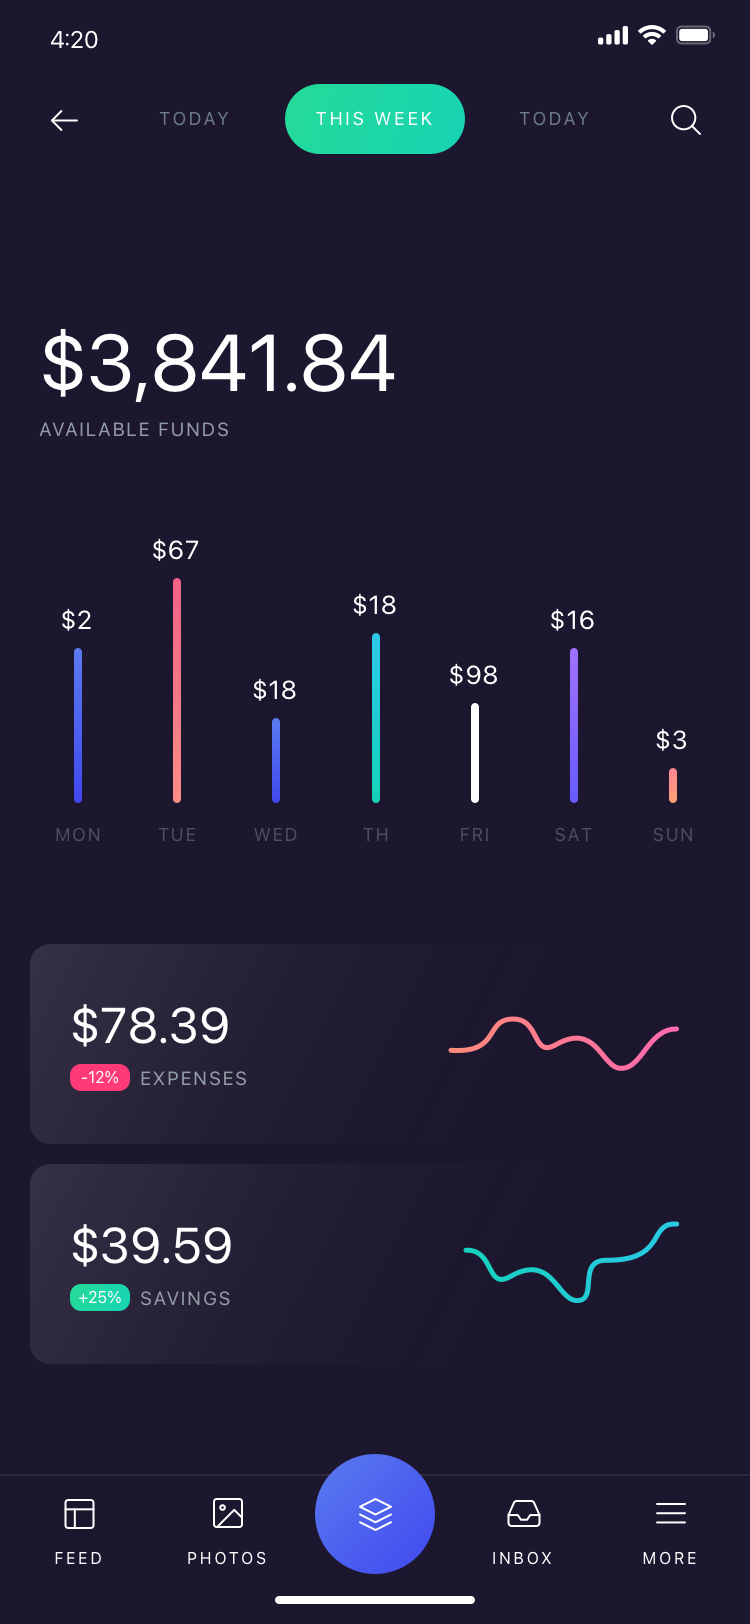 4:20
TODAY THIS WEEK TODAY
$3,841.84
AVAILABLE FUNDS
$2 $67 $18 $18 $98 $16 $3
MON TUE WED TH FRI SAT SUN
$78.39
-12% EXPENSES
$39.59
+25% SAVINGS
FEED PHOTOS INBOX MORE